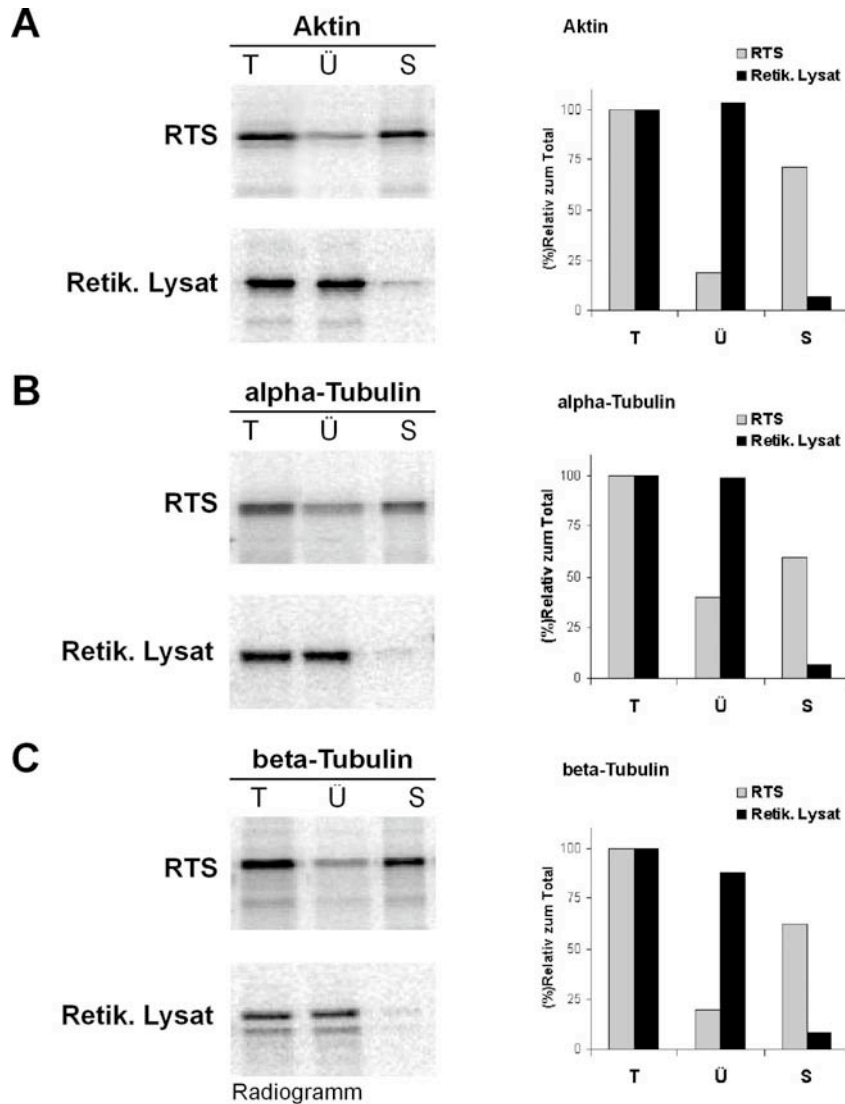 A
Aktin
T Ü S
RTS
Retik. Lysat
Aktin
RTS
Retik. Lysat
(%)Relativ zum Total
100
75
50
25
0
T Ü S
B
alpha-Tubulin
T Ü S
RTS
Retik. Lysat
alpha-Tubulin
RTS
Retik. Lysat
(%)Relativ zum Total
100
75
50
25
0
T Ü S
C
beta-Tubulin
T Ü S
RTS
Retik. Lysat
Radiogramm
beta-Tubulin
RTS
Retik. Lysat
(%)Relativ zum Total
100
75
50
25
0
T Ü S